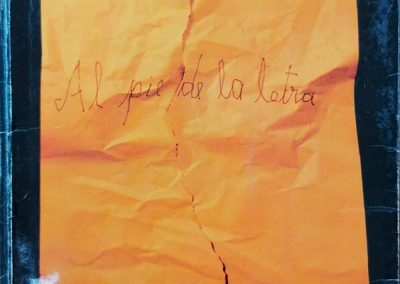 Al pie de la letra